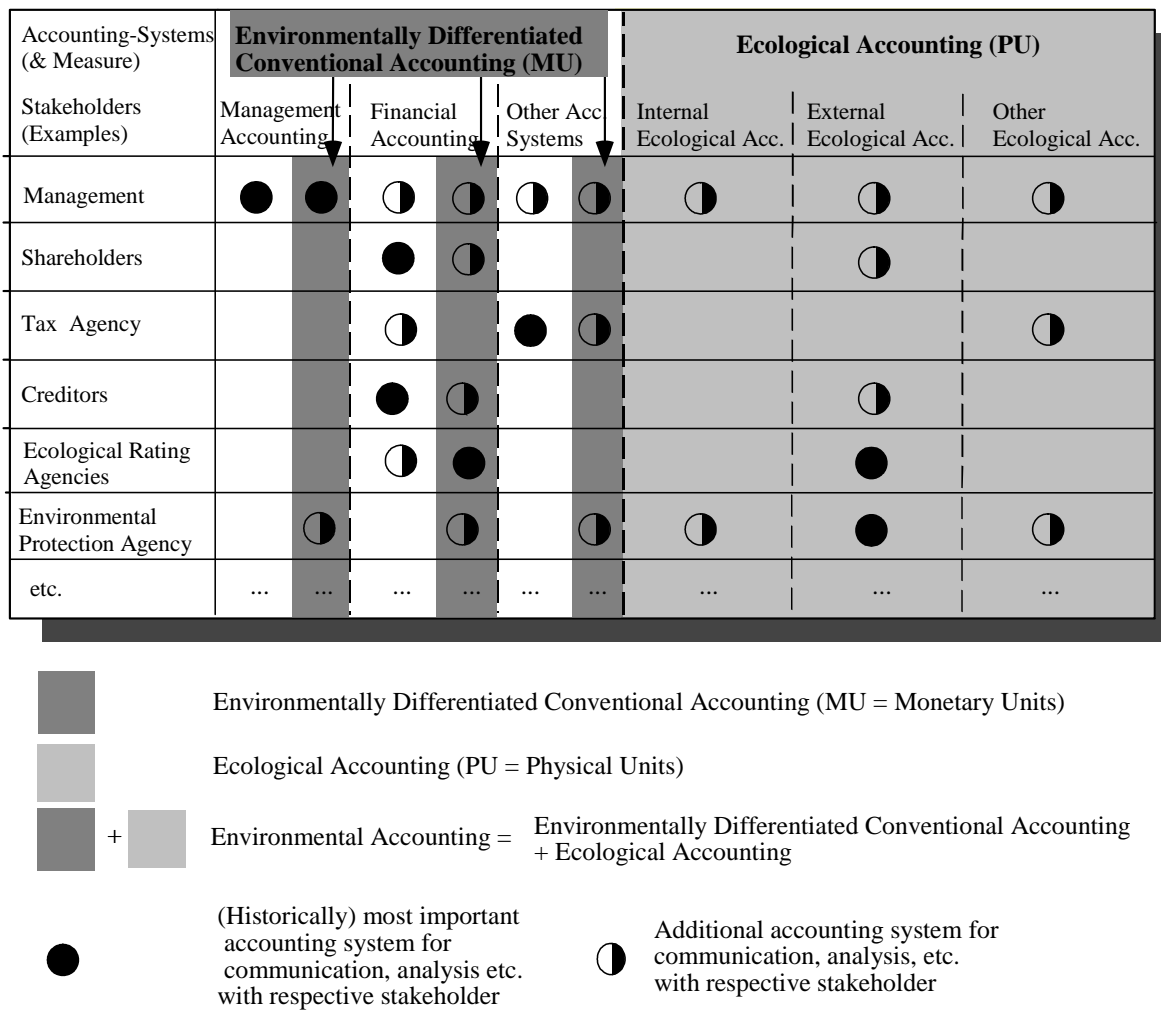 Accounting-Systems
(& Measure)
Environmentally Differentiated
Conventional Accounting (MU)
Ecological Accounting (PU)
Stakeholders
(Examples)
Management
Accounting
Financial
Accounting
Other Acc.
Systems
Internal
Ecological Acc.
External
Ecological Acc.
Other
Ecological Acc.
Management
Shareholders
Tax Agency
Creditors
Ecological Rating
Agencies
Environmental
Protection Agency
etc. ... ... ... ... ... ... ... ... ...
Environmentally Differentiated Conventional Accounting (MU = Monetary Units)
Ecological Accounting (PU = Physical Units)
+ Environmental Accounting = Environmentally Differentiated Conventional Accounting
+ Ecological Accounting
(Historically) most important
accounting system for
communication, analysis etc.
with respective stakeholder
Additional accounting system for
communication, analysis, etc.
with respective stakeholder